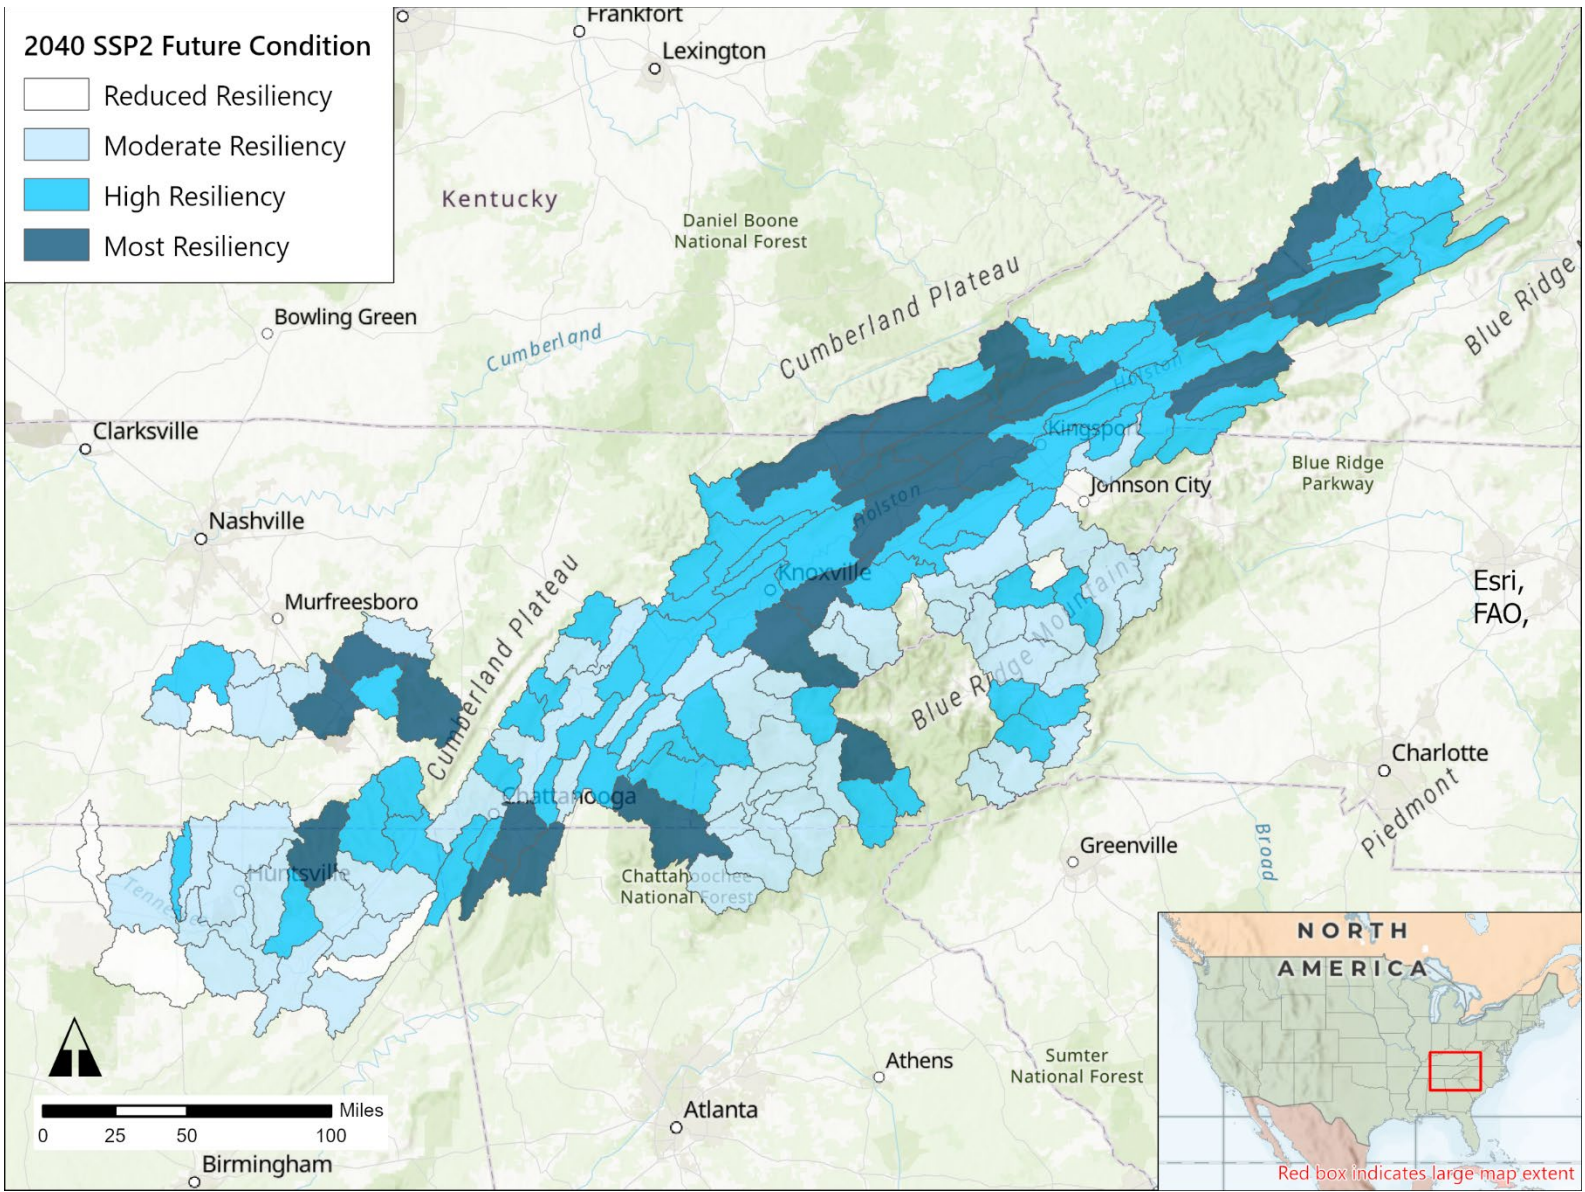 Frankfort
Lexington
2040 SSP2 Future Condition
Reduced Resiliency
Moderate Resiliency
High Resiliency
Most Resiliency
Kentucky
Daniel Boone
National Forest
Cumberland Plateau
Blue Ridge
Bowling Green
Cumberland
Holston
Clarksville
Kingsport
Blue Ridge
Parkway
Johnson City
Nashville
Holston
Knoxville
Cumberland Plateau
Murfreesboro
Esri,
FAO,
Blue Ridge Mountains
Charlotte
Chattanooga
Piedmont
Greenville
Broad
Huntsville
Chattahoochee
National Forest
NORTH
AMERICA
Athens
Sumter
National Forest
Miles
0 25 50 100
Atlanta
Birmingham
Red box indicates large map extent